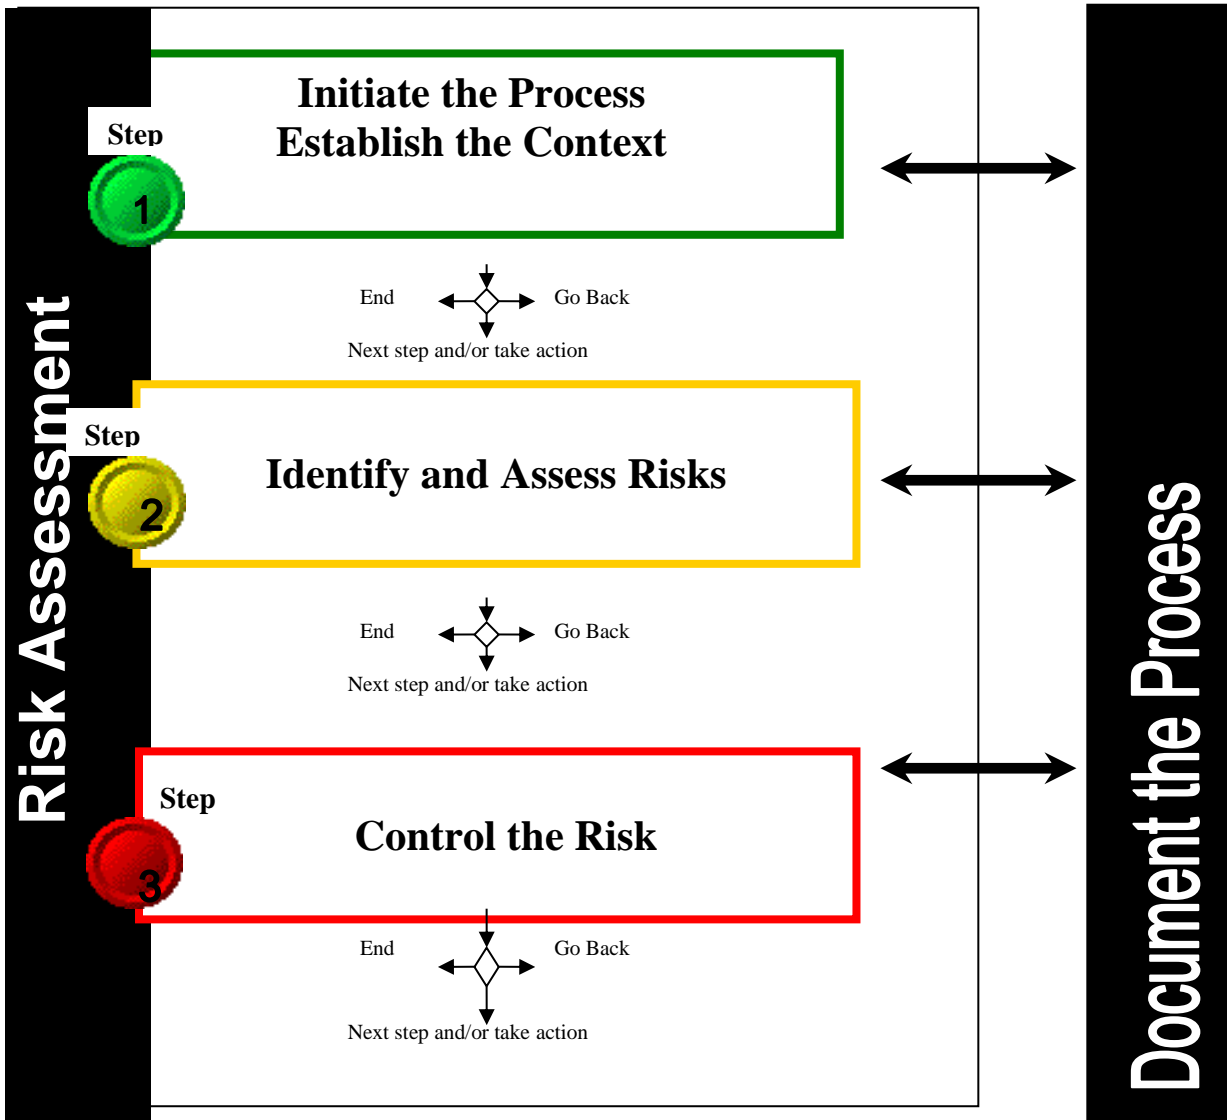 Risk Assessment
Step
1
Initiate the Process
Establish the Context
End
Go Back
Next step and/or take action
Step
2
Identify and Assess Risks
End
Go Back
Next step and/or take action
Step
3
Control the Risk
End
Go Back
Next step and/or take action
Document the Process